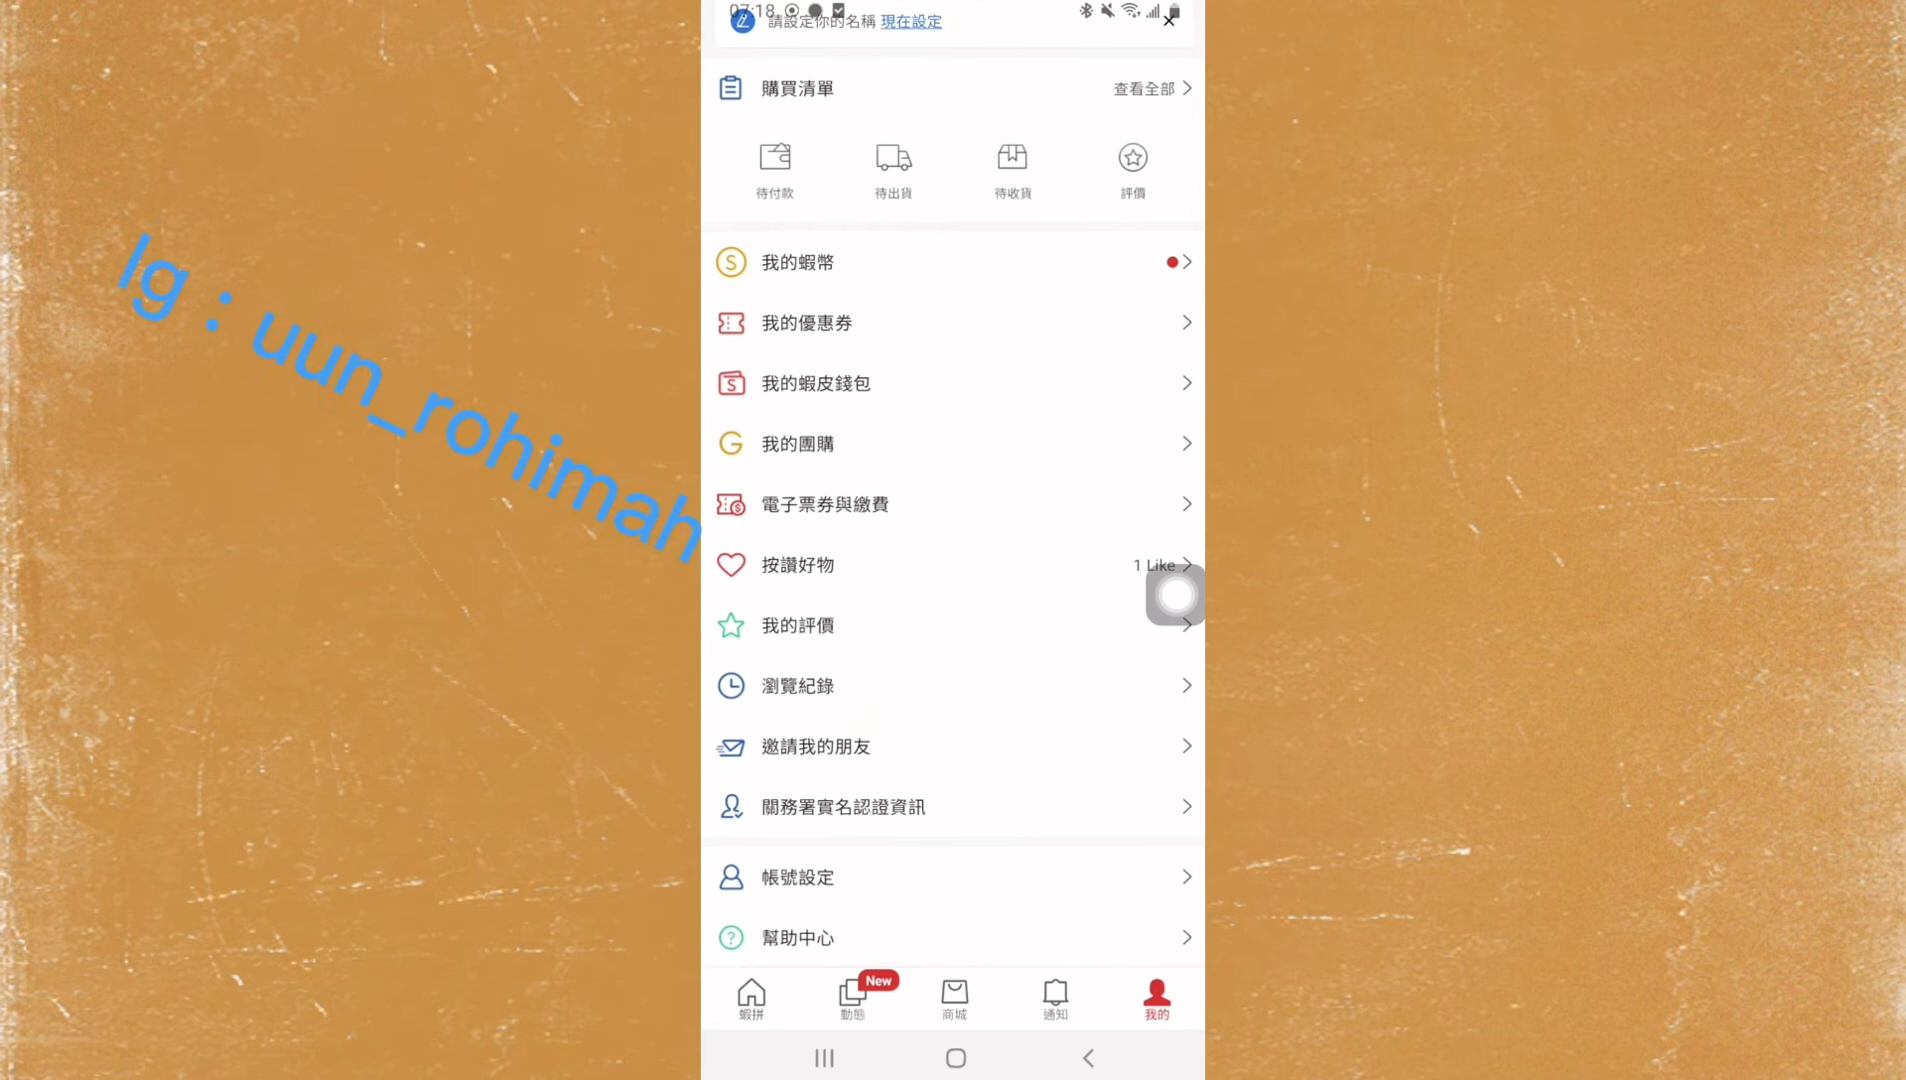 07:18
請設定你的名稱 現在設定
購買清單 查看全部
待付款 待出貨 待收貨 評價
我的蝦幣
我的優惠券
我的蝦皮錢包
我的團購
電子票券與繳費
按讚好物 1 Like
我的評價
瀏覽紀錄
邀請我的朋友
關務署實名認證資訊
帳號設定
幫助中心
New
蝦拼 動態 商城 通知 我的
Ig : uun_rohimah